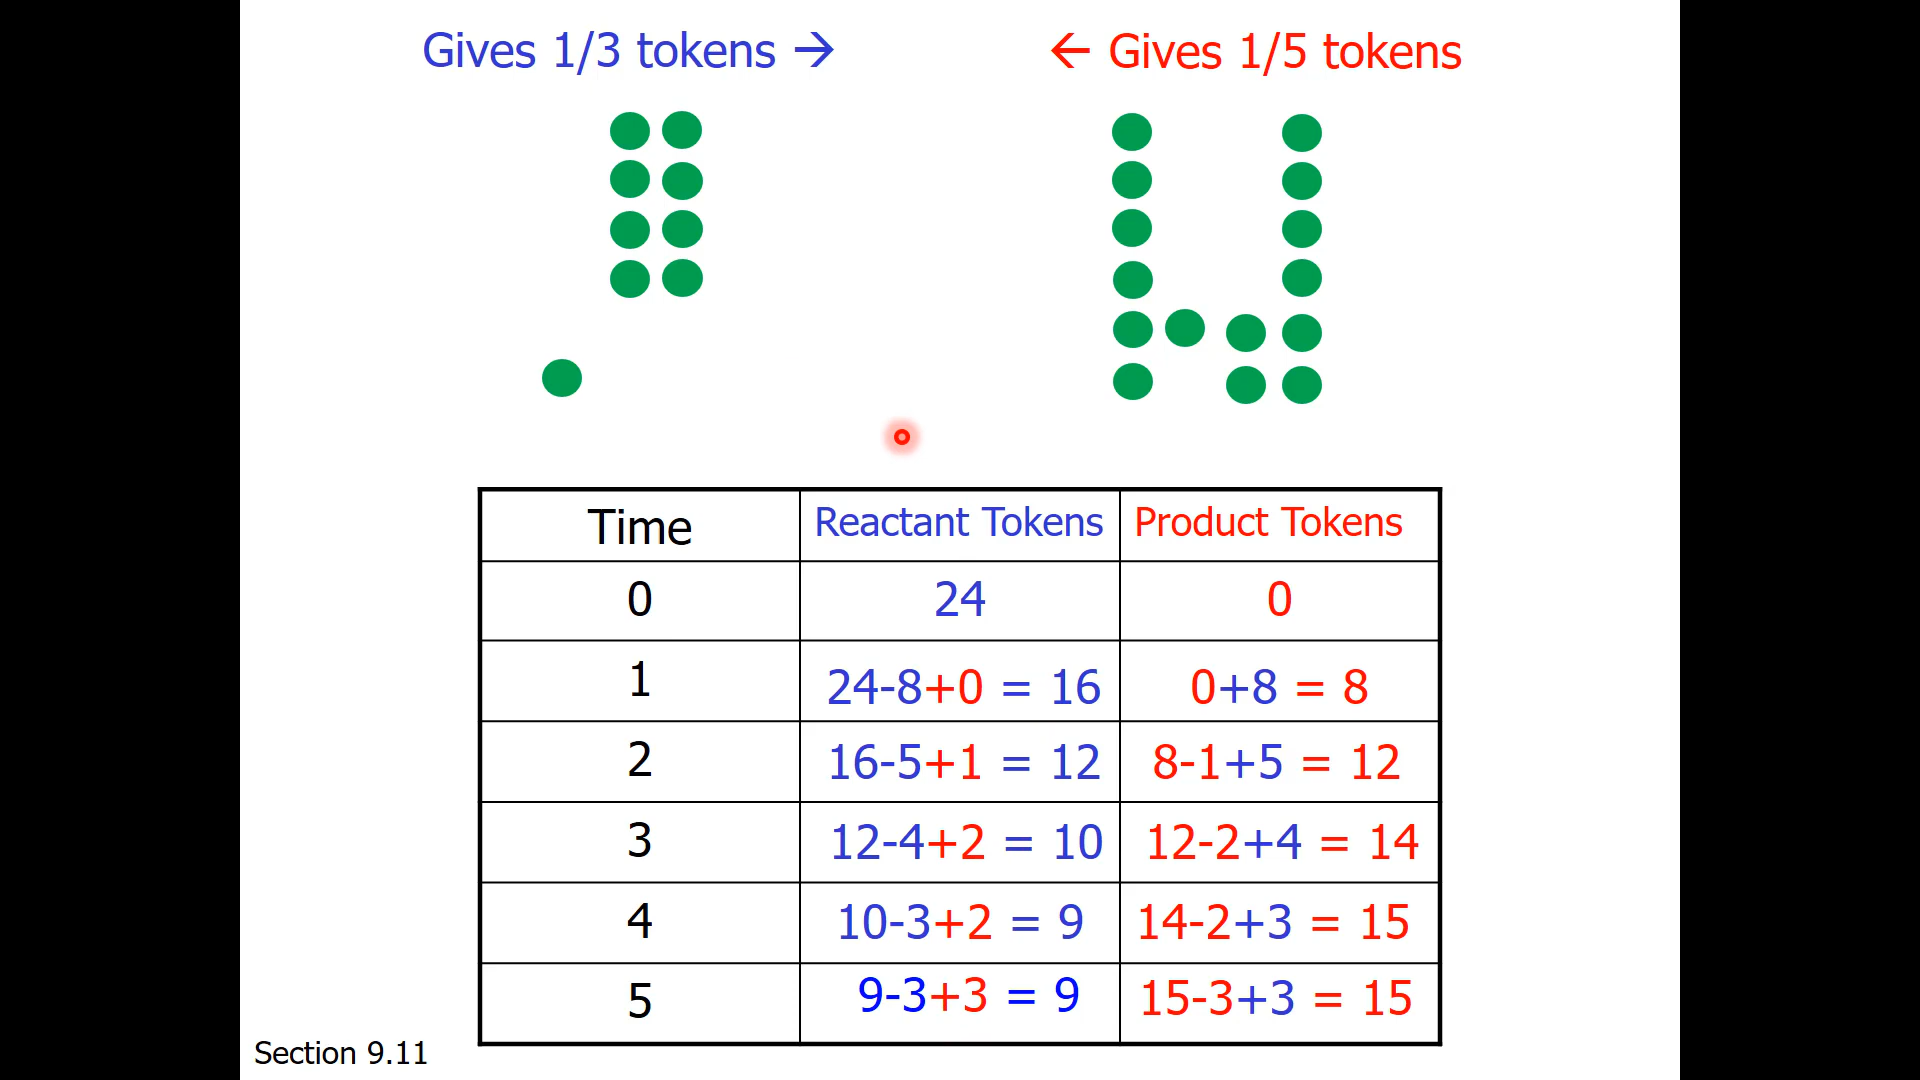 Gives 1/3 tokens →
← Gives 1/5 tokens
Time Reactant Tokens Product Tokens
0 24 0
1 24-8+0 = 16 0+8 = 8
2 16-5+1 = 12 8-1+5 = 12
3 12-4+2 = 10 12-2+4 = 14
4 10-3+2 = 9 14-2+3 = 15
5 9-3+3 = 9 15-3+3 = 15
Section 9.11